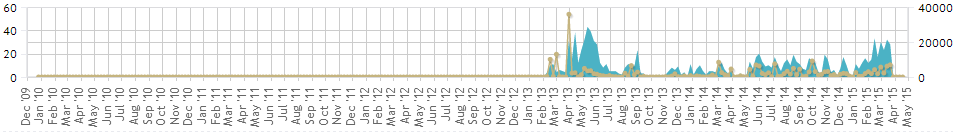 60
40
20
0
40000
20000
0
Dec '09
Jan '10
Feb '10
Mar '10
Apr '10
May '10
Jun '10
Jul '10
Aug '10
Sep '10
Oct '10
Nov '10
Dec '10
Jan '11
Feb '11
Mar '11
Apr '11
May '11
Jun '11
Jul '11
Aug '11
Sep '11
Oct '11
Nov '11
Dec '11
Jan '12
Feb '12
Mar '12
Apr '12
May '12
Jun '12
Jul '12
Aug '12
Sep '12
Oct '12
Nov '12
Dec '12
Jan '13
Feb '13
Mar '13
Apr '13
May '13
Jun '13
Jul '13
Aug '13
Sep '13
Oct '13
Nov '13
Dec '13
Jan '14
Feb '14
Mar '14
Apr '14
May '14
Jun '14
Jul '14
Aug '14
Sep '14
Oct '14
Nov '14
Dec '14
Jan '15
Feb '15
Mar '15
Apr '15
May '15